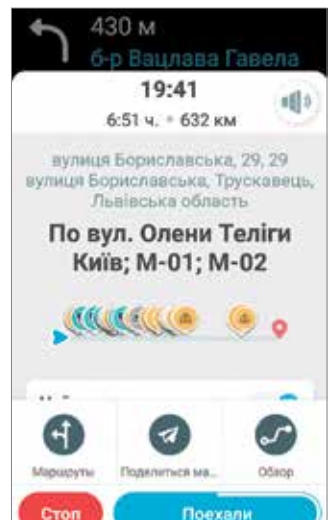 430 м
б-р Вацлава Гавела
19:41
6:51 ч. • 632 км
вулиця Бориславська, 29, 29
вулиця Бориславська, Трускавець,
Львівська область
По вул. Олени Теліги
Київ; М-01; М-02
Маршруты
Поделиться ма...
Обзор
Стоп
Поехали